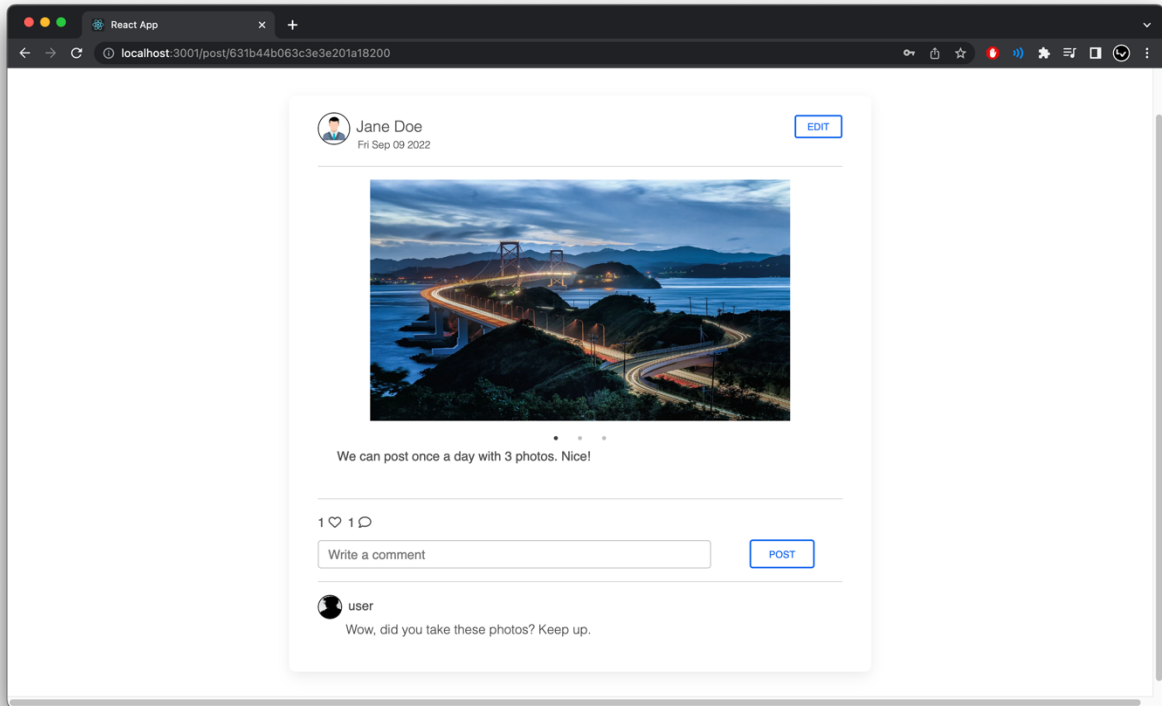 React App
localhost:3001/post/631b44b063c3e3e201a18200
Jane Doe
EDIT
Fri Sep 09 2022
We can post once a day with 3 photos. Nice!
1 1
Write a comment
POST
user
Wow, did you take these photos? Keep up.